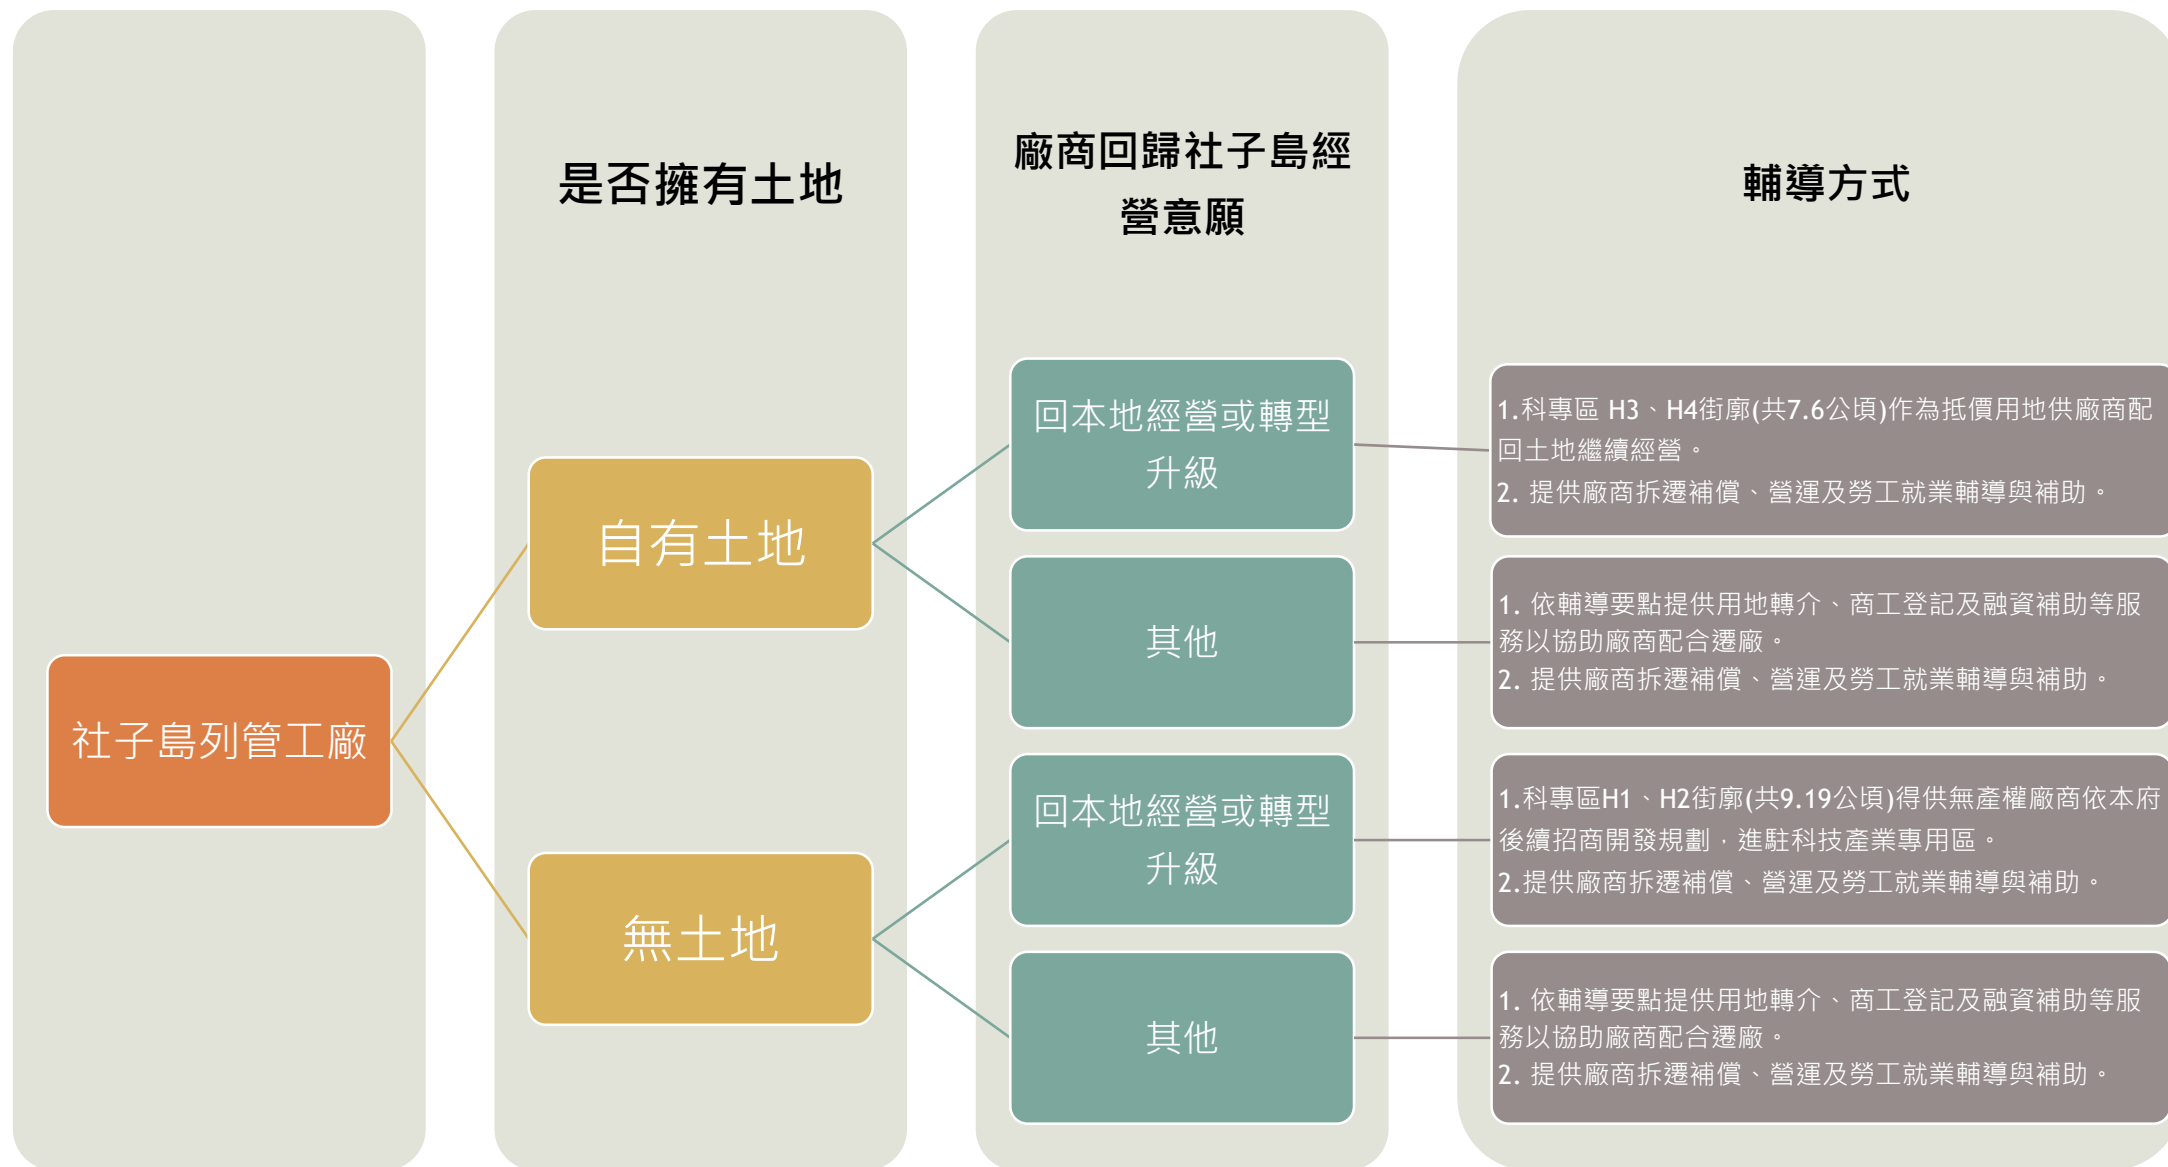 是否擁有土地
廠商回歸社子島經
營意願
輔導方式
社子島列管工廠
自有土地
回本地經營或轉型
升級
1.科專區 H3、H4街廓(共7.6公頃)作為抵價用地供廠商配
回土地繼續經營。
2. 提供廠商拆遷補償、營運及勞工就業輔導與補助。
其他
1. 依輔導要點提供用地轉介、商工登記及融資補助等服
務以協助廠商配合遷廠。
2. 提供廠商拆遷補償、營運及勞工就業輔導與補助。
無土地
回本地經營或轉型
升級
1.科專區H1、H2街廓(共9.19公頃)得供無產權廠商依本府
後續招商開發規劃，進駐科技產業專用區。
2.提供廠商拆遷補償、營運及勞工就業輔導與補助。
其他
1. 依輔導要點提供用地轉介、商工登記及融資補助等服
務以協助廠商配合遷廠。
2. 提供廠商拆遷補償、營運及勞工就業輔導與補助。